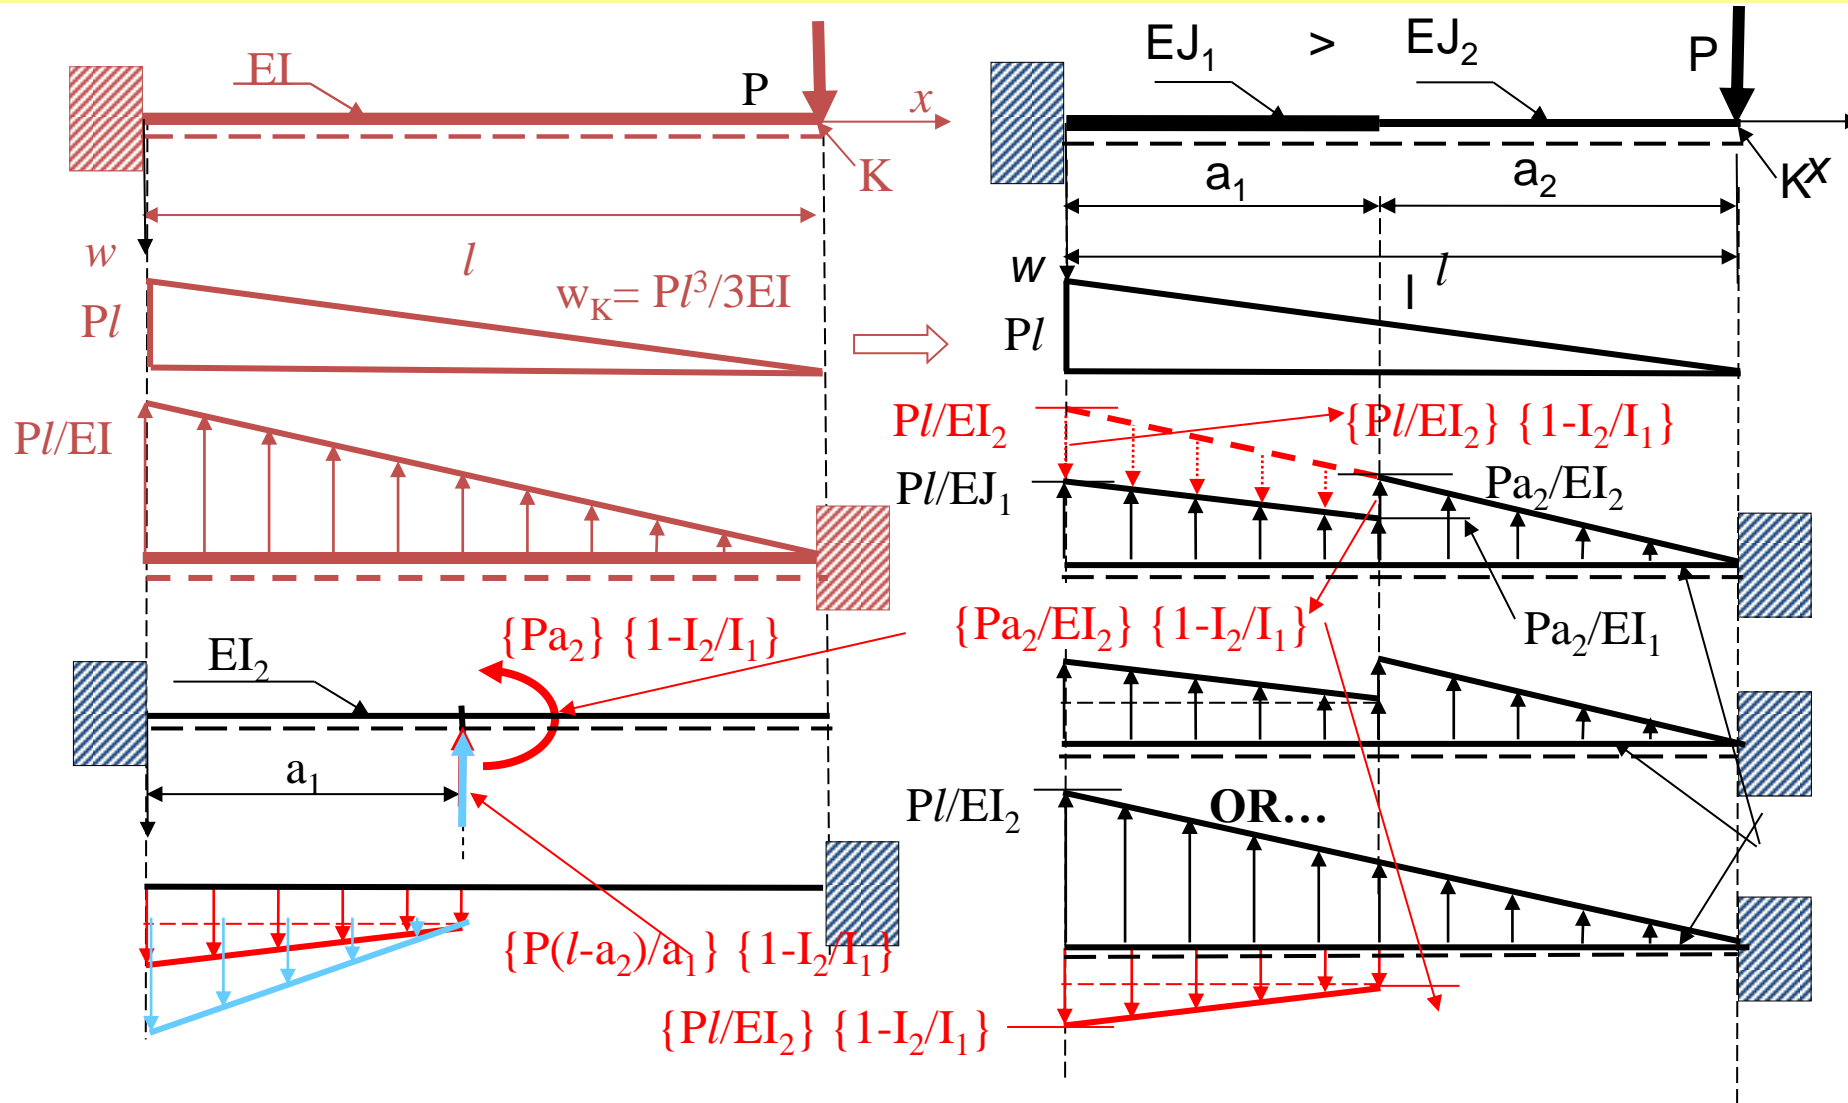 EI
P
x
K
w
l
w_K= Pl³/3EI
Pl
Pl/EI
EJ₁ > EJ₂
P
a₁
a₂
K
x
w
l
l
Pl
Pl/EI₂
{Pl/EI₂} {1-I₂/I₁}
Pl/EJ₁
Pa₂/EI₂
{Pa₂/EI₂} {1-I₂/I₁}
Pa₂/EI₁
{Pa₂} {1-I₂/I₁}
EI₂
a₁
Pl/EI₂
OR…
{P(l-a₂)/a₁} {1-I₂/I₁}
{Pl/EI₂} {1-I₂/I₁}